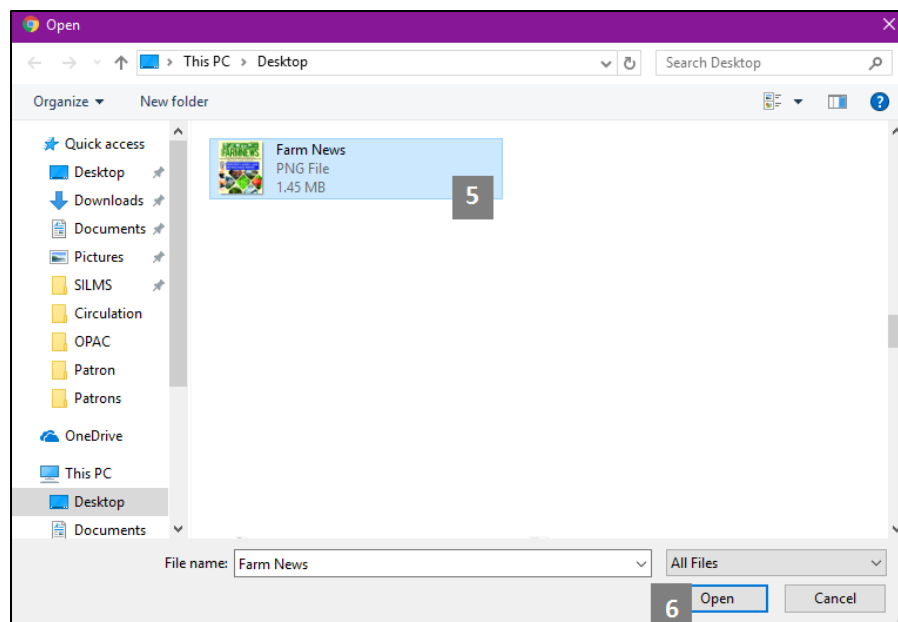 Open
This PC > Desktop
Search Desktop
Organize
New folder
Quick access
Desktop
Downloads
Documents
Pictures
SILMS
Circulation
OPAC
Patron
Patrons
OneDrive
This PC
Desktop
Documents
FARM NEWS
Farm News
PNG File
1.45 MB
5
File name: Farm News
All Files
6
Open
Cancel